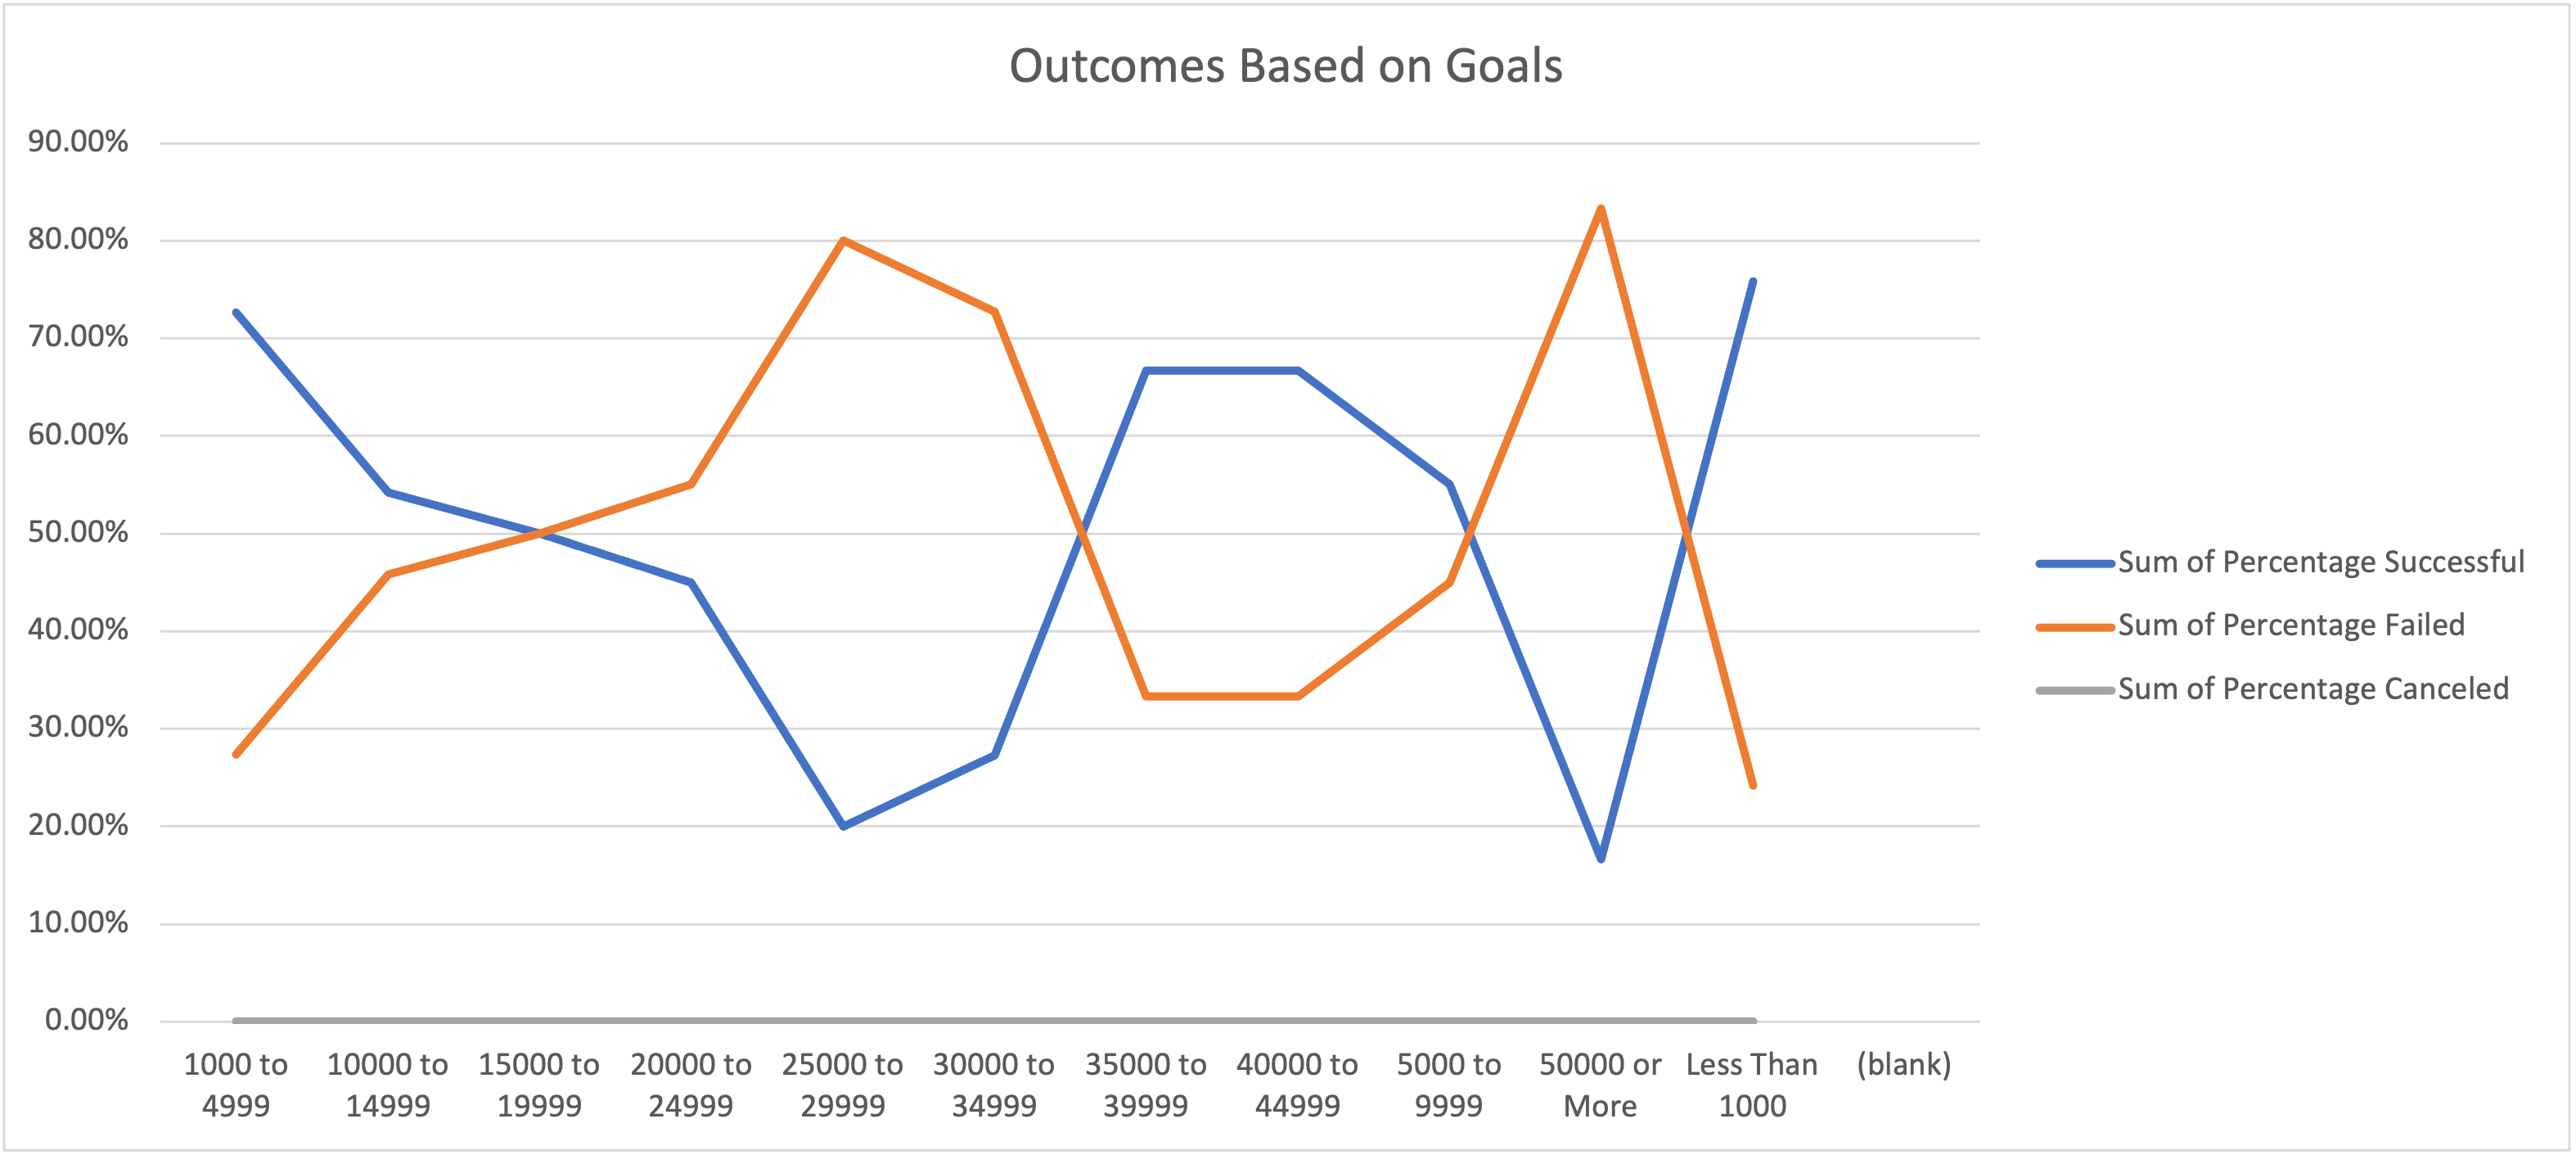 Outcomes Based on Goals
90.00%
80.00%
70.00%
60.00%
50.00%
40.00%
30.00%
20.00%
10.00%
0.00%
1000 to
4999
10000 to
14999
15000 to
19999
20000 to
24999
25000 to
29999
30000 to
34999
35000 to
39999
40000 to
44999
5000 to
9999
50000 or
More
Less Than
1000
(blank)
Sum of Percentage Successful
Sum of Percentage Failed
Sum of Percentage Canceled